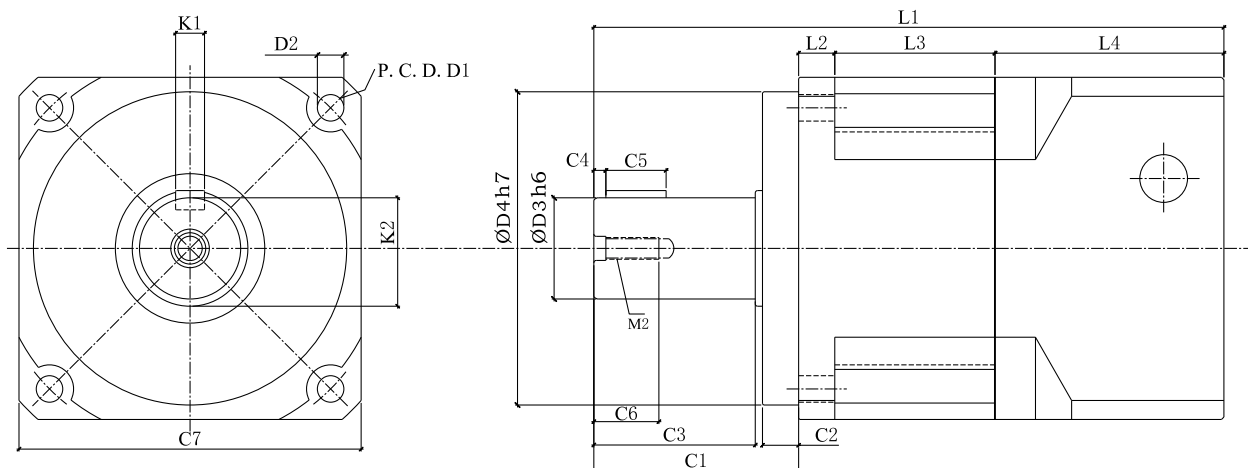 K1
D2
P. C. D. D1
K2
C7
L1
L2
L3
L4
C4
C5
ØD4h7
ØD3h6
M2
C6
C3
C2
C1